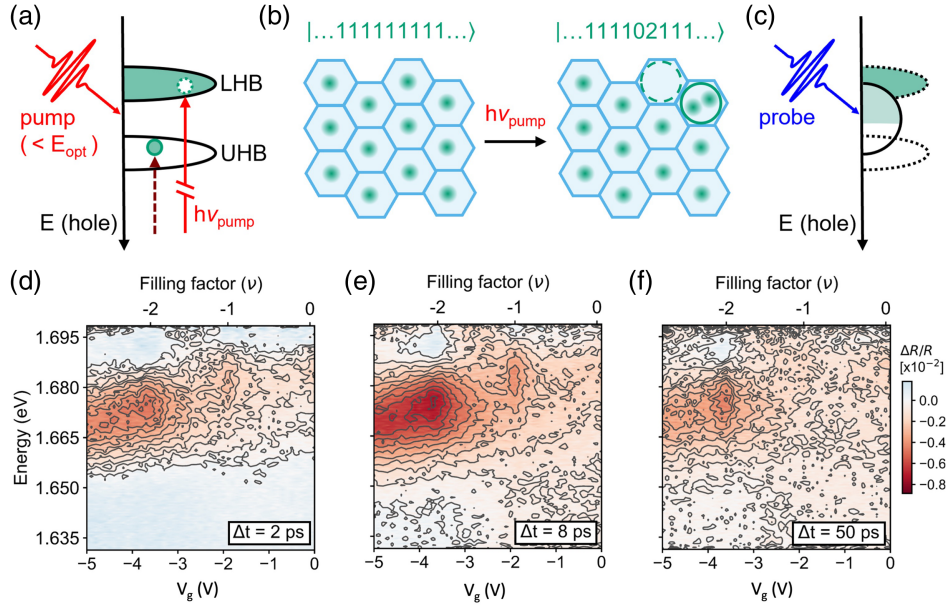 (a)
pump
( < E_opt )
LHB
UHB
hν_pump
E (hole)
(b)
|...1111111111...⟩
hν_pump
|...111102111...⟩
(c)
probe
E (hole)
(d)
Filling factor (ν)
−2 −1 0
Energy (eV)
1.695
1.680
1.665
1.650
1.635
Δt = 2 ps
−5 −4 −3 −2 −1 0
V_g (V)
(e)
Filling factor (ν)
−2 −1 0
Δt = 8 ps
−5 −4 −3 −2 −1 0
V_g (V)
(f)
Filling factor (ν)
−2 −1 0
Δt = 50 ps
−5 −4 −3 −2 −1 0
V_g (V)
ΔR/R
[x10⁻²]
0.0
−0.2
−0.4
−0.6
−0.8